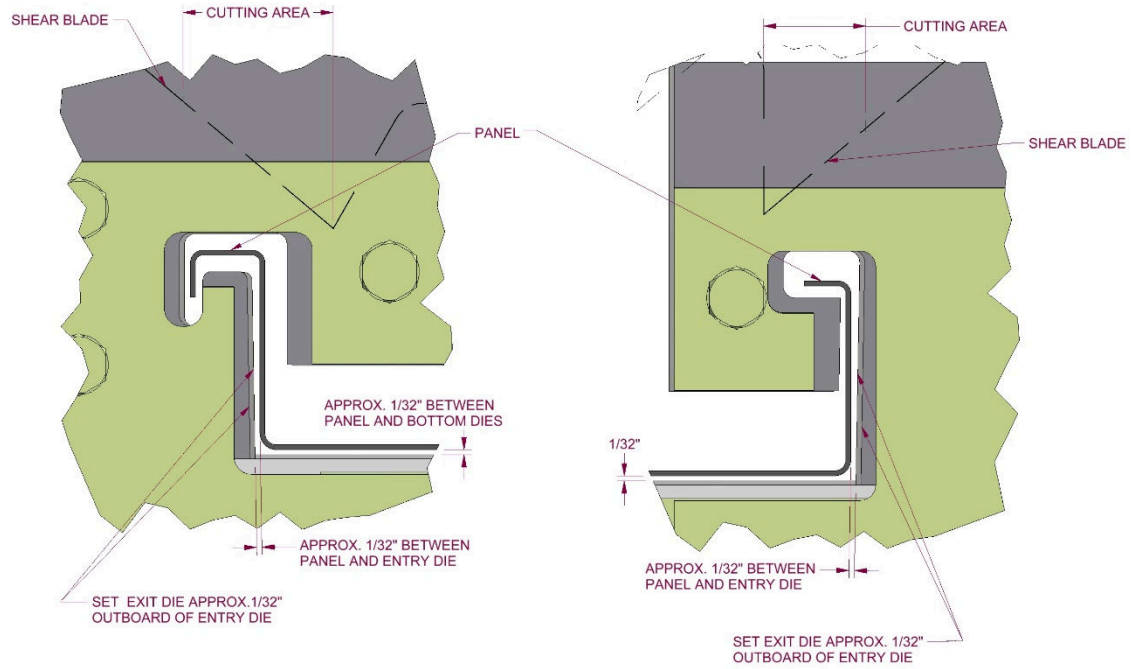 SHEAR BLADE
CUTTING AREA
CUTTING AREA
PANEL
SHEAR BLADE
APPROX. 1/32" BETWEEN
PANEL AND BOTTOM DIES
1/32"
APPROX. 1/32" BETWEEN
PANEL AND ENTRY DIE
APPROX. 1/32" BETWEEN
PANEL AND ENTRY DIE
SET EXIT DIE APPROX.1/32"
OUTBOARD OF ENTRY DIE
SET EXIT DIE APPROX. 1/32"
OUTBOARD OF ENTRY DIE